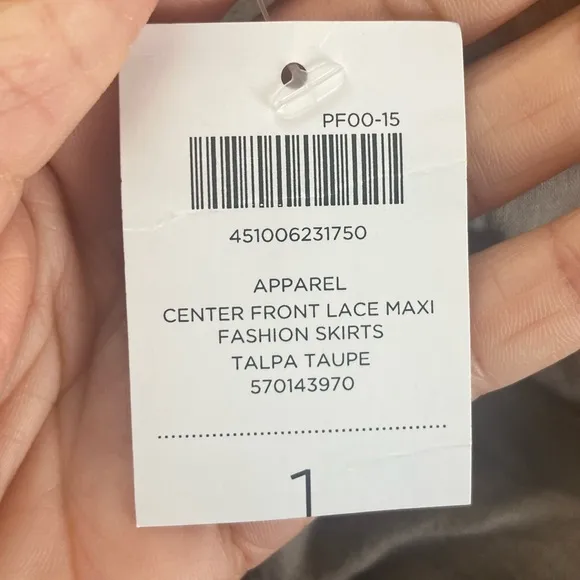 PF00-15
451006231750
APPAREL
CENTER FRONT LACE MAXI
FASHION SKIRTS
TALPA TAUPE
570143970
1